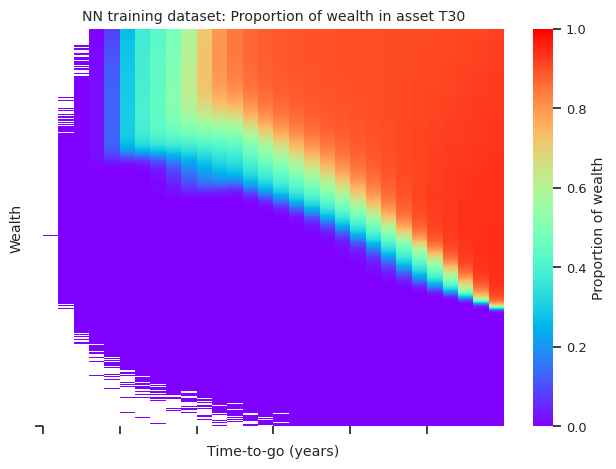 NN training dataset: Proportion of wealth in asset T30
Wealth
Time-to-go (years)
1.0
0.8
0.6
0.4
0.2
0.0
Proportion of wealth